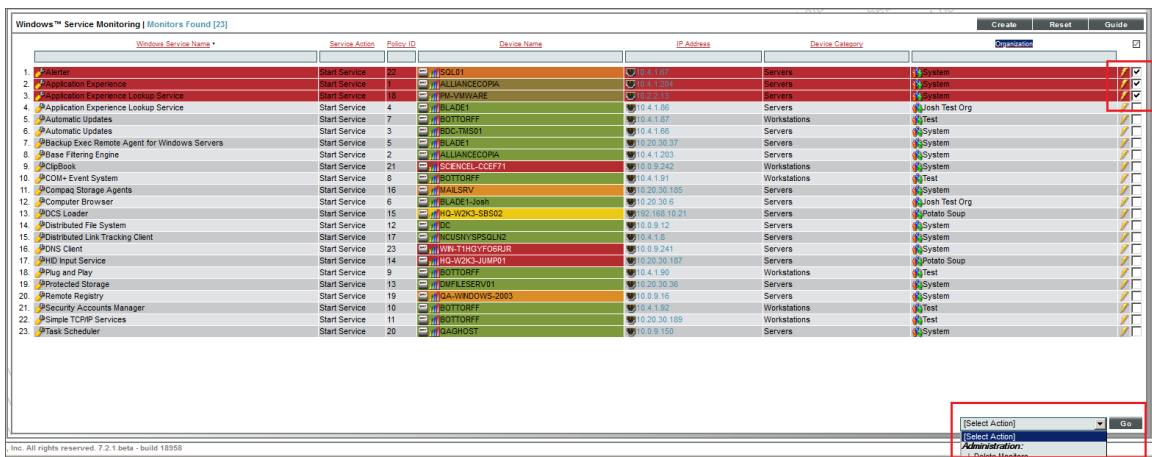 Windows™ Service Monitoring | Monitors Found [23] Create Reset Guide
Windows Service Name • Service Action Policy ID Device Name IP Address Device Category Organization
1. Alerter Start Service 22 SQL01 10.4.1.67 Servers System
2. Application Experience Start Service 1 ALLIANCECOPIA 10.4.1.204 Servers System
3. Application Experience Lookup Service Start Service 18 PM-VMWARE 10.2.2.13 Servers System
4. Application Experience Lookup Service Start Service 4 BLADE1 10.4.1.86 Servers Josh Test Org
5. Automatic Updates Start Service 7 BOTTORFF 10.4.1.87 Workstations Test
6. Automatic Updates Start Service 3 BDC-TMS01 10.4.1.66 Servers System
7. Backup Exec Remote Agent for Windows Servers Start Service 5 BLADE1 10.20.30.37 Servers System
8. Base Filtering Engine Start Service 2 ALLIANCECOPIA 10.4.1.203 Servers System
9. ClipBook Start Service 21 SCIENCEL-CCEF71 10.0.9.242 Workstations System
10. COM+ Event System Start Service 8 BOTTORFF 10.4.1.91 Workstations Test
11. Compaq Storage Agents Start Service 16 MAILSRV 10.20.30.185 Servers System
12. Computer Browser Start Service 6 BLADE1-Josh 10.20.30.6 Servers Josh Test Org
13. DCS Loader Start Service 15 HQ-W2K3-SBS02 192.168.10.21 Servers Potato Soup
14. Distributed File System Start Service 12 DC 10.0.9.12 Servers System
15. Distributed Link Tracking Client Start Service 17 NCUSNYSPSQLN2 10.4.1.8 Servers System
16. DNS Client Start Service 23 WIN-T1HGYFO6RJR 10.0.9.241 Servers System
17. HID Input Service Start Service 14 HQ-W2K3-JUMP01 10.20.30.187 Servers Potato Soup
18. Plug and Play Start Service 9 BOTTORFF 10.4.1.90 Workstations Test
19. Protected Storage Start Service 13 DMFILESERV01 10.20.30.36 Servers System
20. Remote Registry Start Service 19 QA-WINDOWS-2003 10.0.9.16 Servers System
21. Security Accounts Manager Start Service 10 BOTTORFF 10.4.1.92 Workstations Test
22. Simple TCP/IP Services Start Service 11 BOTTORFF 10.20.30.189 Workstations Test
23. Task Scheduler Start Service 20 QAGHOST 10.0.9.150 Servers System
[Select Action] Go
[Select Action]
Administration:
Delete Monitors
, Inc. All rights reserved. 7.2.1.beta - build 18958